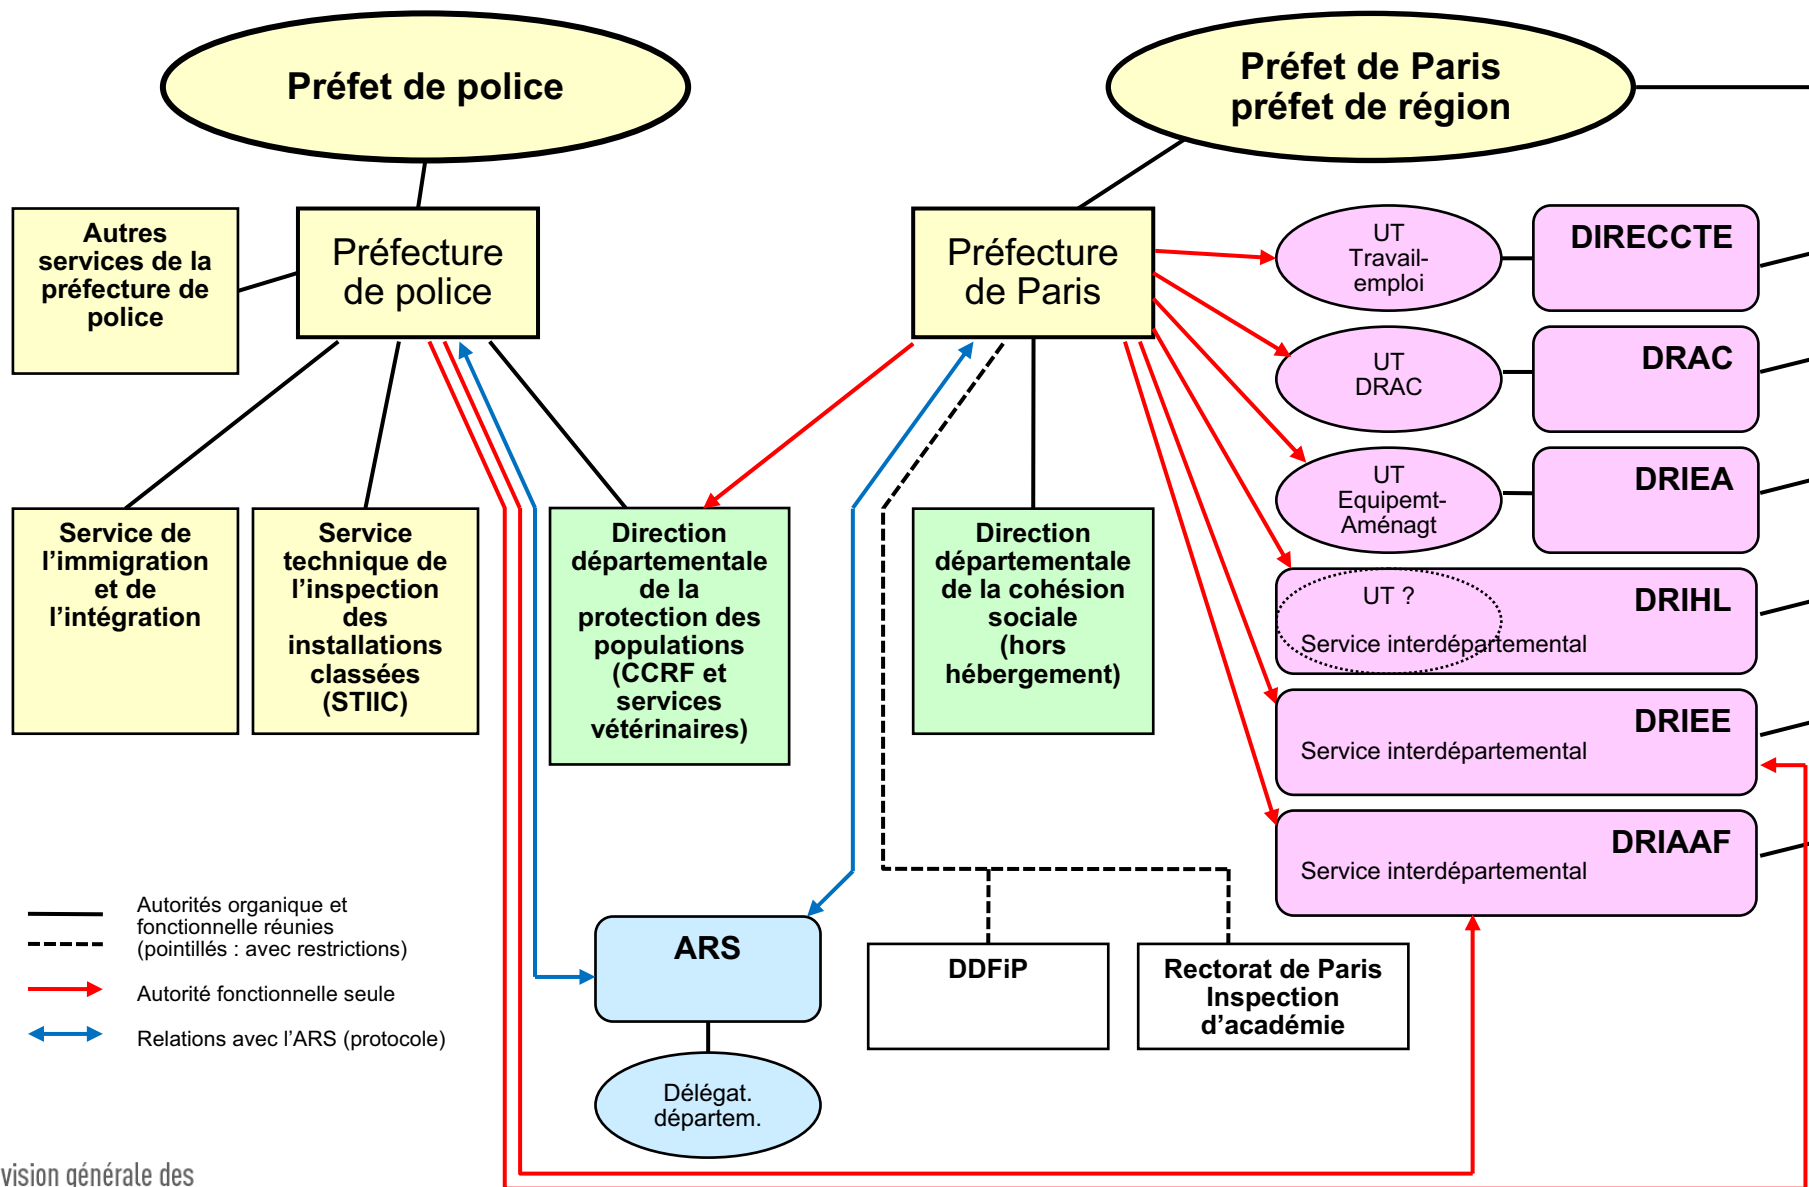 Préfet de police
Préfet de Paris
préfet de région
Autres
services de la
préfecture de
police
Préfecture
de police
Préfecture
de Paris
UT
Travail-
emploi
DIRECCTE
UT
DRAC
DRAC
UT
Equipemt-
Aménagt
DRIEA
UT ?
DRIHL
Service interdépartemental
DRIEE
Service interdépartemental
DRIAAF
Service interdépartemental
Service de
l’immigration
et de
l’intégration
Service
technique de
l’inspection
des
installations
classées
(STIIC)
Direction
départementale
de la
protection des
populations
(CCRF et
services
vétérinaires)
Direction
départementale
de la cohésion
sociale
(hors
hébergement)
Autorités organique et
fonctionnelle réunies
(pointillés : avec restrictions)
Autorité fonctionnelle seule
Relations avec l’ARS (protocole)
ARS
Délégat.
départem.
DDFiP
Rectorat de Paris
Inspection
d’académie
vision générale des